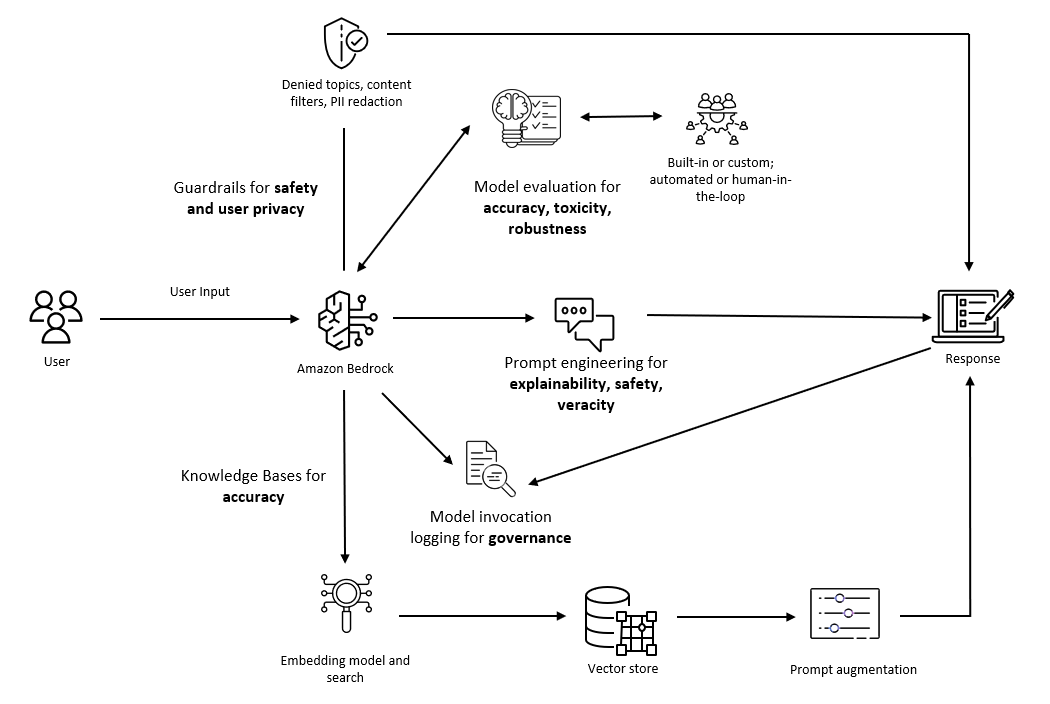 Denied topics, content
filters, PII redaction
Guardrails for safety
and user privacy
Model evaluation for
accuracy, toxicity,
robustness
Built-in or custom;
automated or human-in-
the-loop
User Input
User
Amazon Bedrock
Prompt engineering for
explainability, safety,
veracity
Response
Knowledge Bases for
accuracy
Model invocation
logging for governance
Embedding model and
search
Vector store
Prompt augmentation